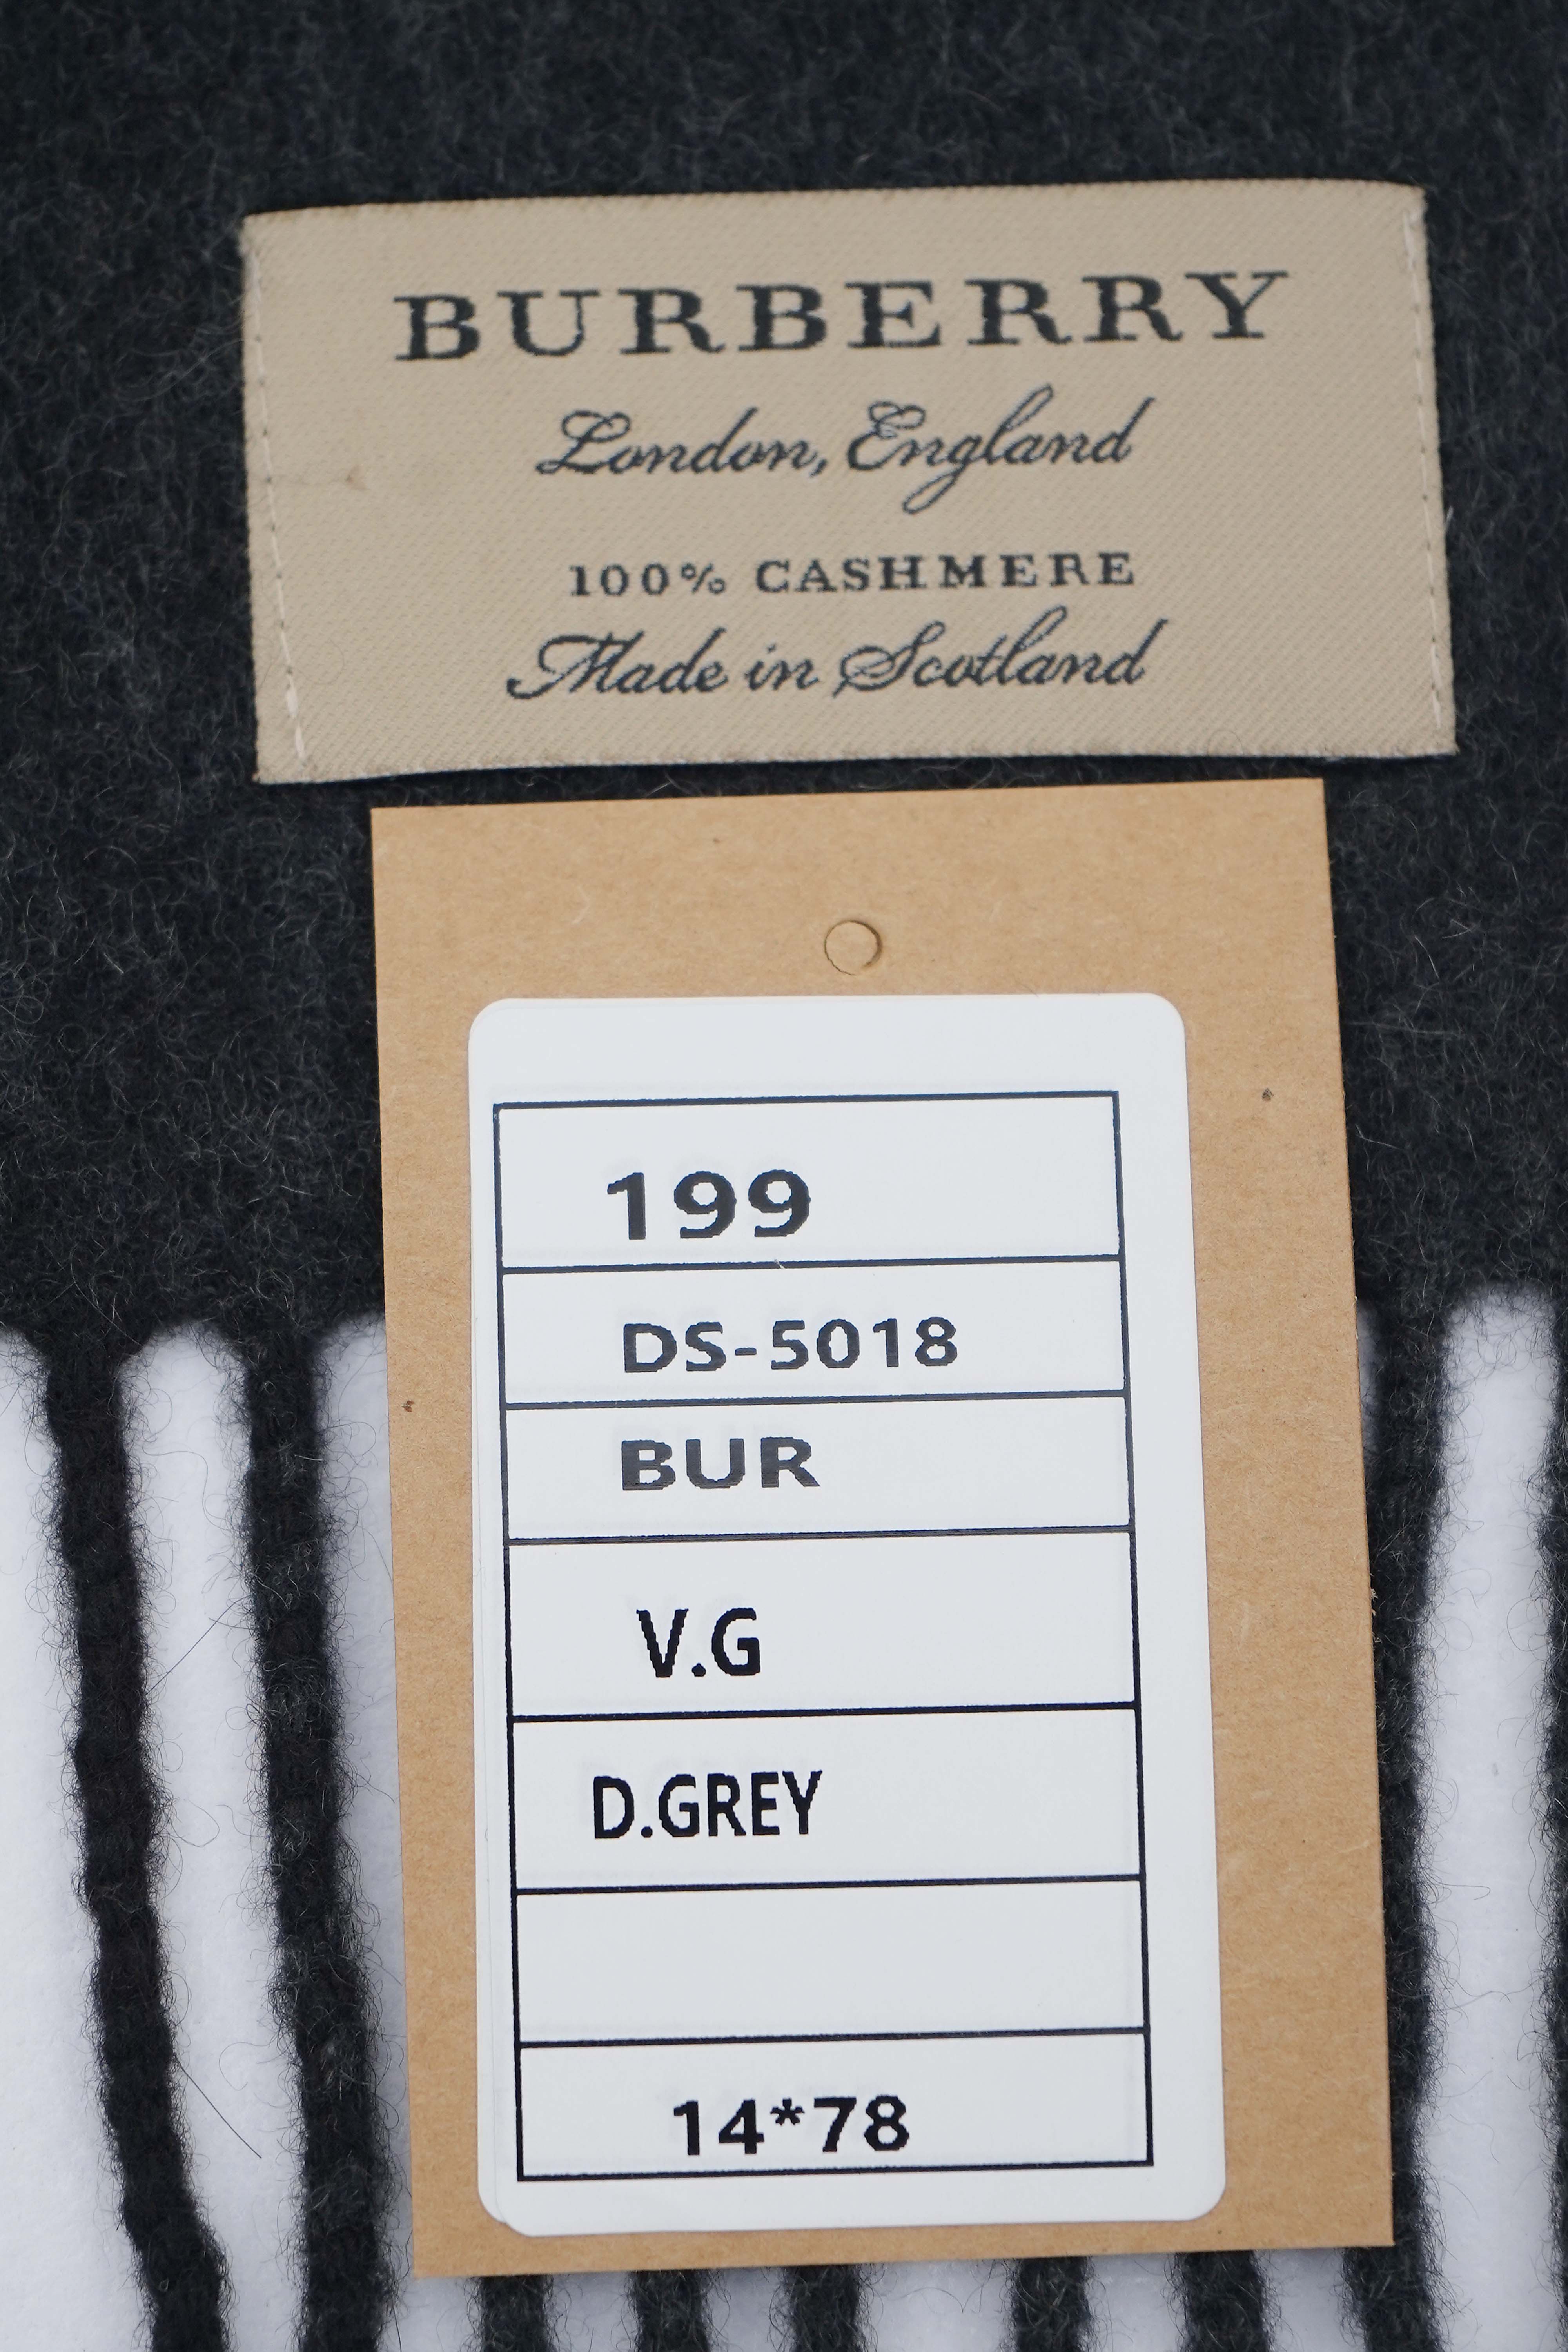 BURBERRY
London, England
100% CASHMERE
Made in Scotland
199
DS-5018
BUR
V.G
D.GREY
14*78